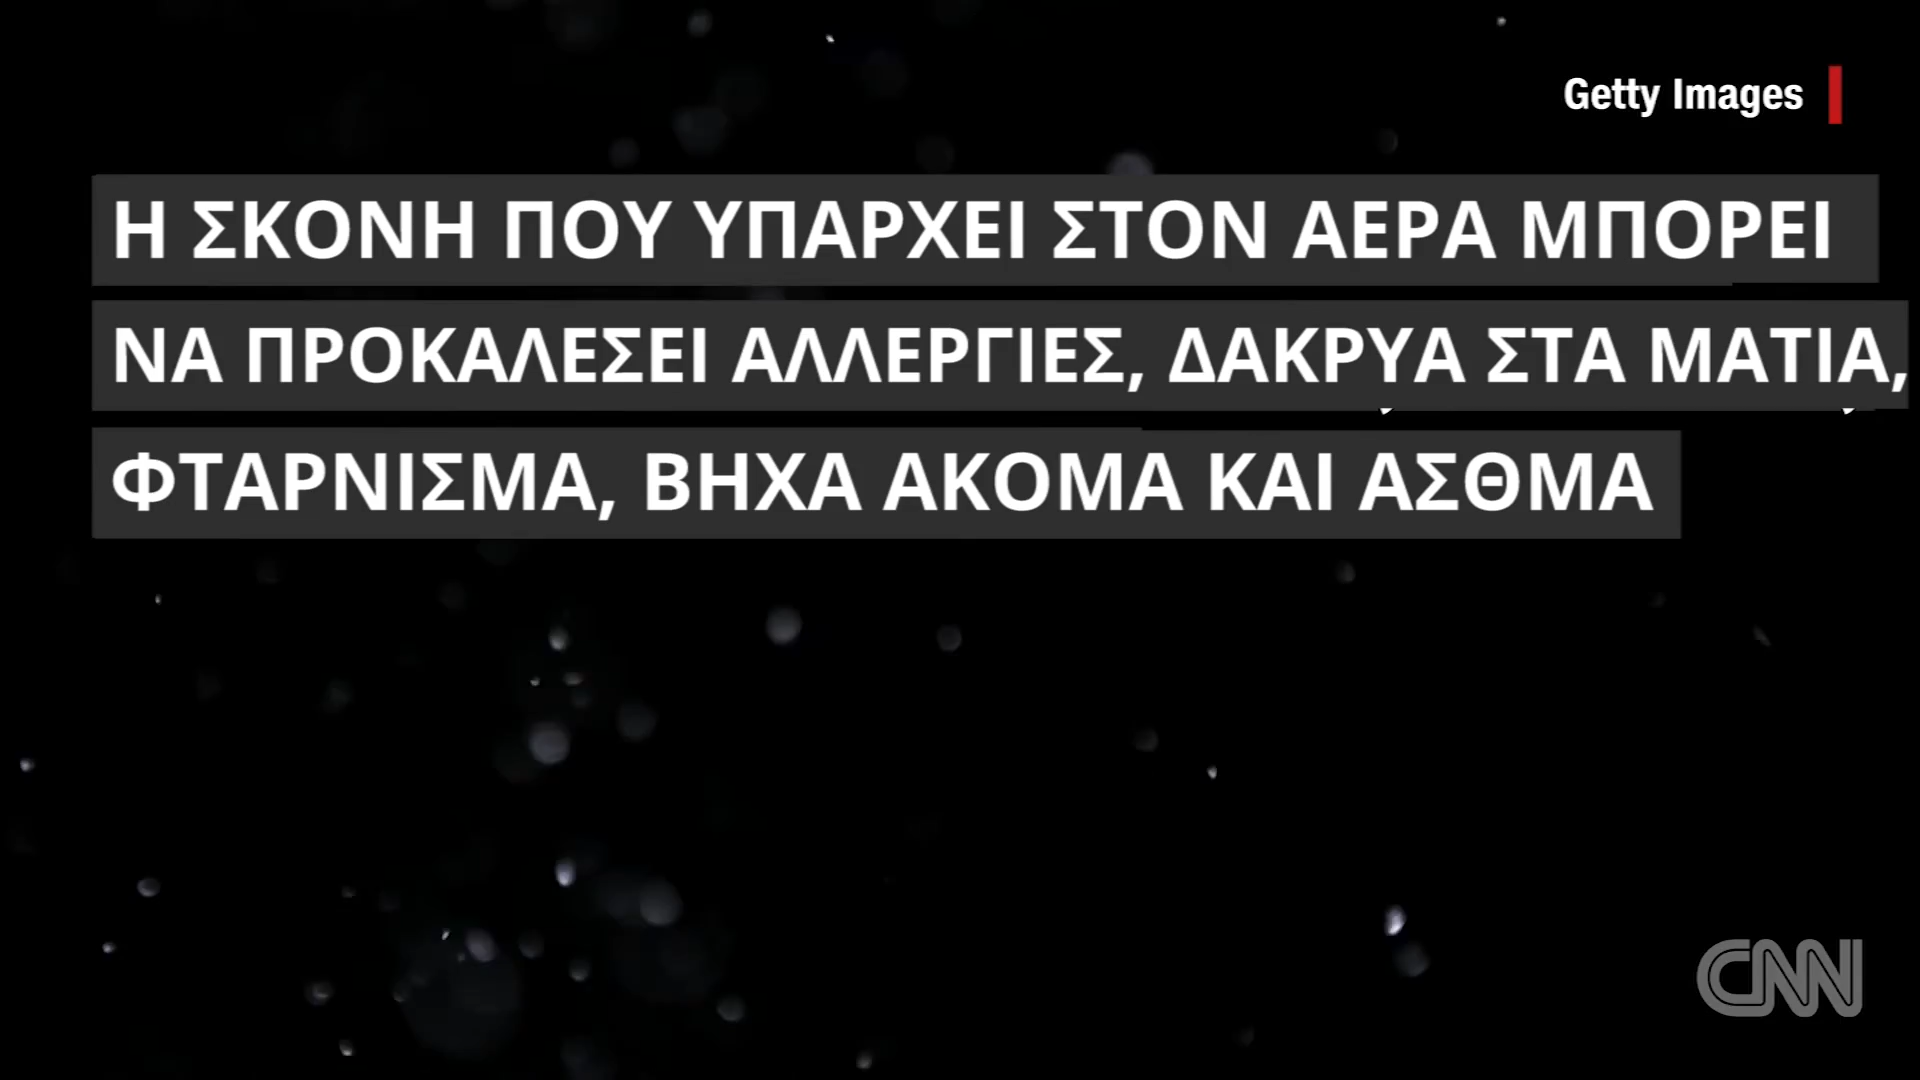 Getty Images
Η ΣΚΟΝΗ ΠΟΥ ΥΠΑΡΧΕΙ ΣΤΟΝ ΑΕΡΑ ΜΠΟΡΕΙ
ΝΑ ΠΡΟΚΑΛΕΣΕΙ ΑΛΛΕΡΓΙΕΣ, ΔΑΚΡΥΑ ΣΤΑ ΜΑΤΙΑ,
ΦΤΑΡΝΙΣΜΑ, ΒΗΧΑ ΑΚΟΜΑ ΚΑΙ ΑΣΘΜΑ
CNN